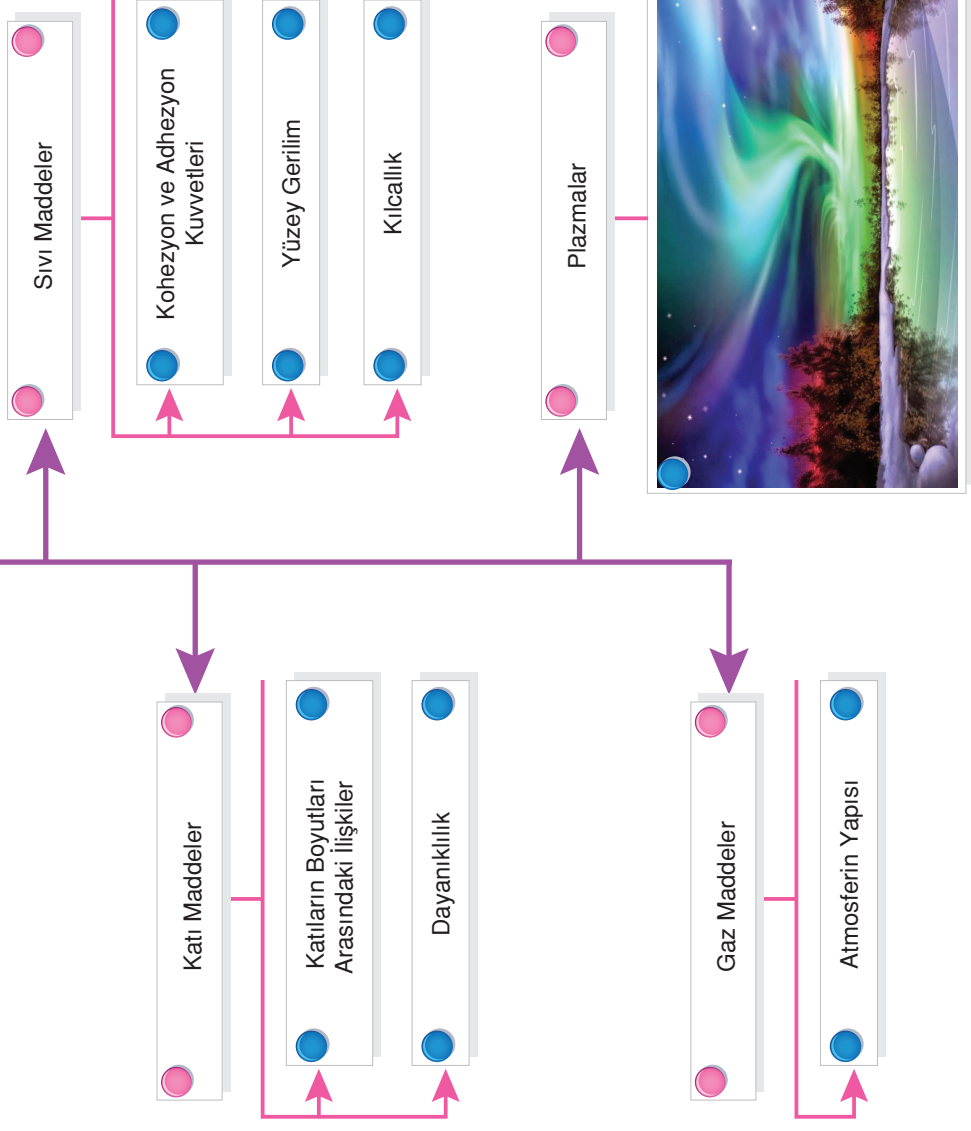 Katı Maddeler
Katıların Boyutları
Arasındaki İlişkiler
Dayanıklılık
Sıvı Maddeler
Kohezyon ve Adhezyon
Kuvvetleri
Yüzey Gerilim
Kılcallık
Gaz Maddeler
Atmosferin Yapısı
Plazmalar